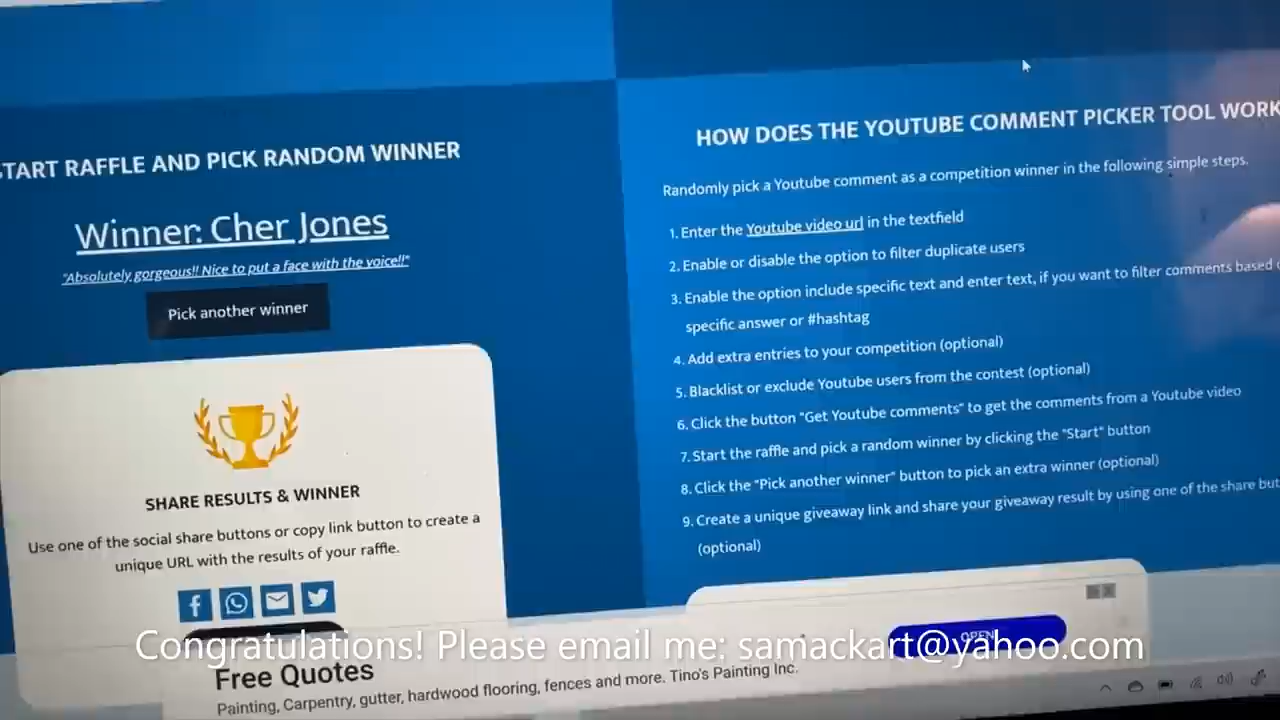 START RAFFLE AND PICK RANDOM WINNER
Winner: Cher Jones
"Absolutely gorgeous!! Nice to put a face with the voice!!"
Pick another winner
SHARE RESULTS & WINNER
Use one of the social share buttons or copy link button to create a
unique URL with the results of your raffle.
HOW DOES THE YOUTUBE COMMENT PICKER TOOL WORK
Randomly pick a Youtube comment as a competition winner in the following simple steps.
1. Enter the Youtube video url in the textfield
2. Enable or disable the option to filter duplicate users
3. Enable the option include specific text and enter text, if you want to filter comments based
specific answer or #hashtag
4. Add extra entries to your competition (optional)
5. Blacklist or exclude Youtube users from the contest (optional)
6. Click the button "Get Youtube comments" to get the comments from a Youtube video
7. Start the raffle and pick a random winner by clicking the "Start" button
8. Click the "Pick another winner" button to pick an extra winner (optional)
9. Create a unique giveaway link and share your giveaway result by using one of the share but
(optional)
OPEN
Congratulations! Please email me: samackart@yahoo.com
Free Quotes
Painting, Carpentry, gutter, hardwood flooring, fences and more. Tino's Painting Inc.